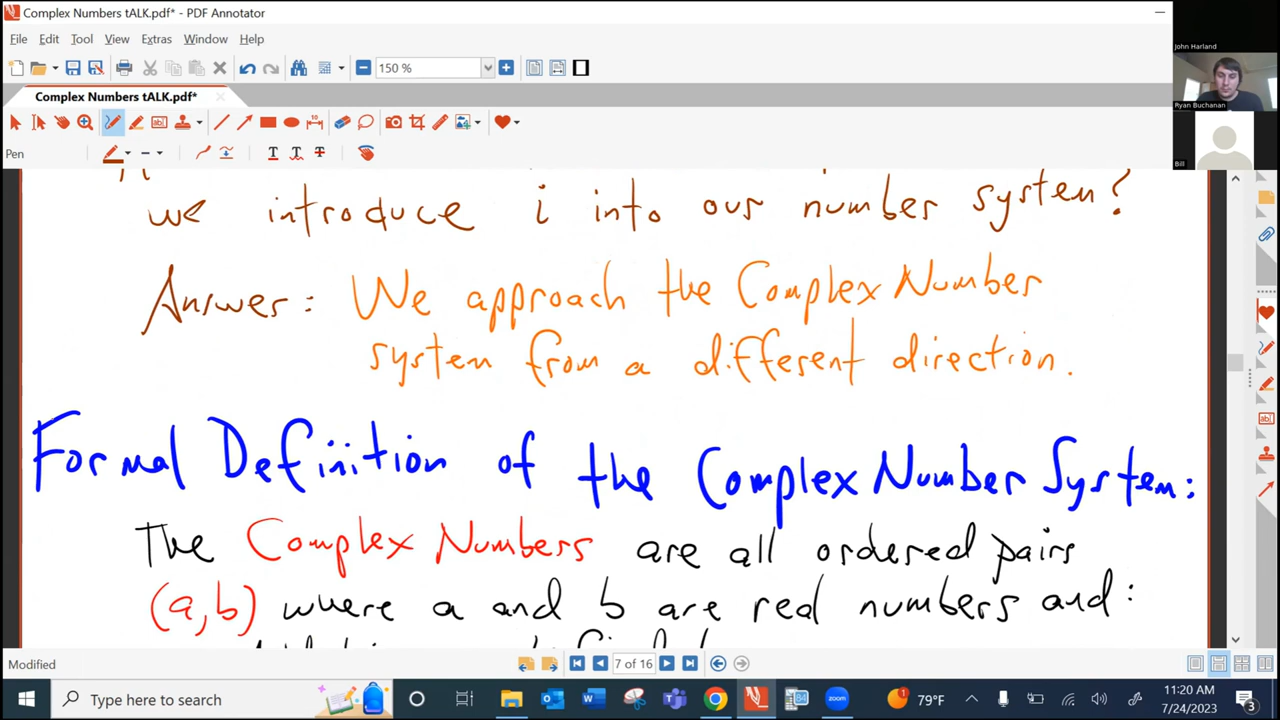 Complex Numbers tALK.pdf* - PDF Annotator
File Edit Tool View Extras Window Help
150 %
Complex Numbers tALK.pdf*
Pen
John Harland
Ryan Buchanan
Bill
we introduce i into our number system?
Answer: We approach the Complex Number
system from a different direction.
Formal Definition of the Complex Number System:
The Complex Numbers are all ordered pairs
(a,b) where a and b are real numbers and:
Modified
7 of 16
Type here to search
79°F
11:20 AM
7/24/2023